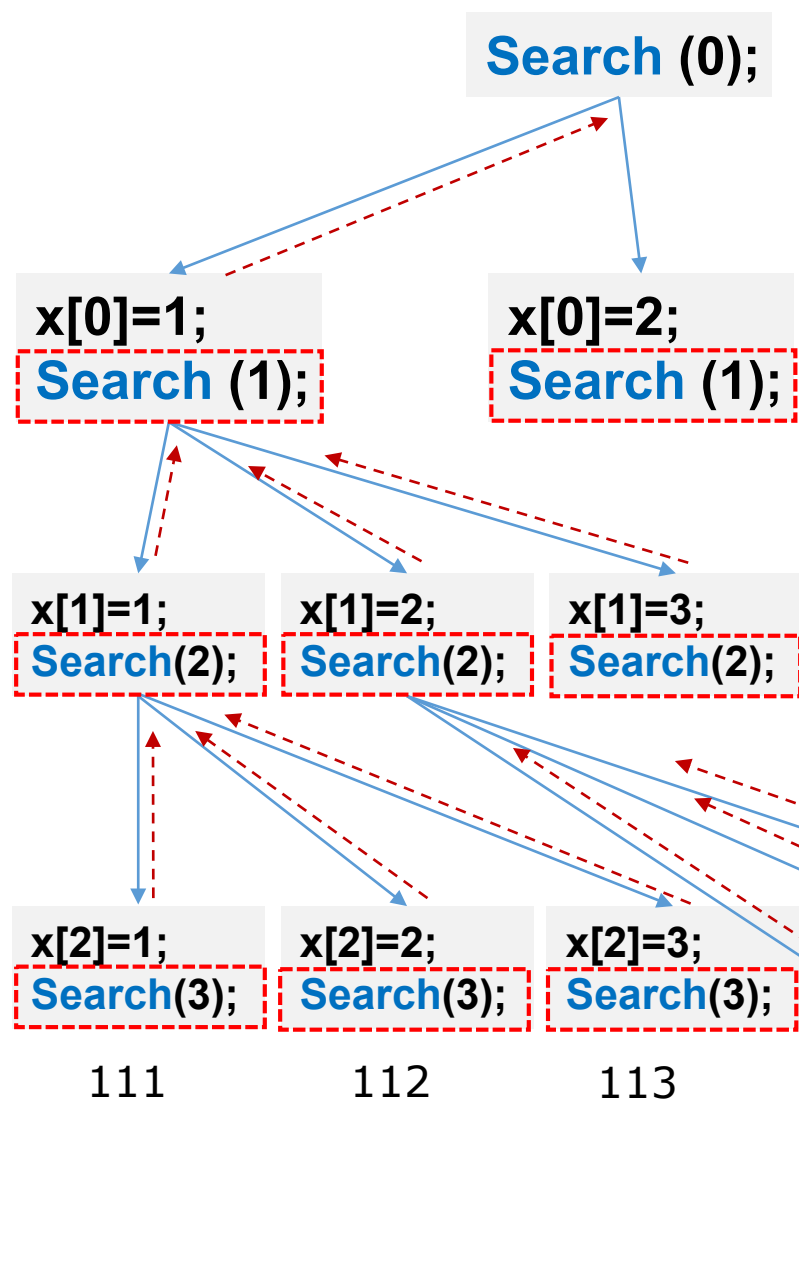 Search (0);
x[0]=1;
Search (1);
x[0]=2;
Search (1);
x[1]=1;
Search(2);
x[1]=2;
Search(2);
x[1]=3;
Search(2);
x[2]=1;
Search(3);
x[2]=2;
Search(3);
x[2]=3;
Search(3);
111
112
113